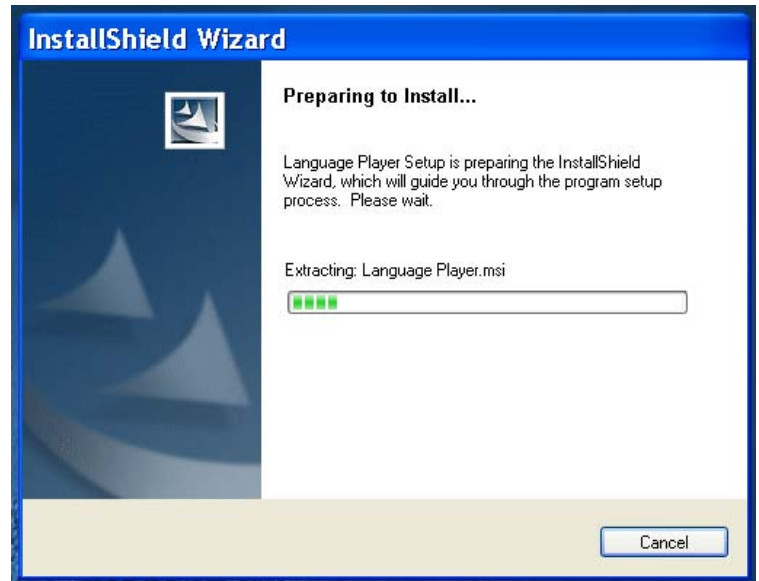 InstallShield Wizard
Preparing to Install...
Language Player Setup is preparing the InstallShield
Wizard, which will guide you through the program setup
process. Please wait.
Extracting: Language Player.msi
Cancel